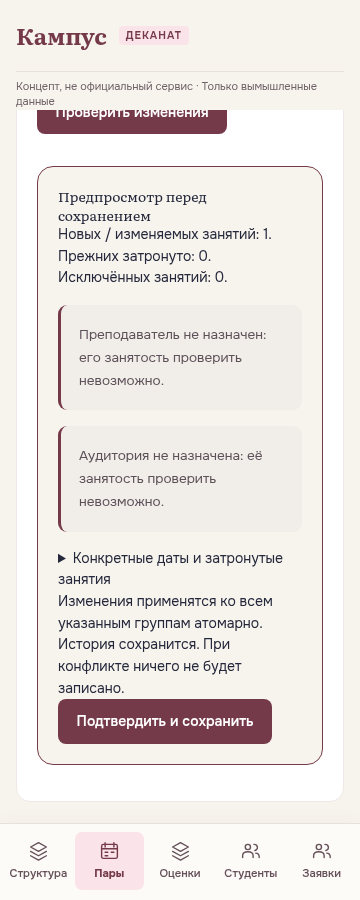 Кампус ДЕКАНАТ
Концепт, не официальный сервис · Только вымышленные
данные
Проверить изменения
Предпросмотр перед
сохранением
Новых / изменяемых занятий: 1.
Прежних затронуто: 0.
Исключённых занятий: 0.
Преподаватель не назначен:
его занятость проверить
невозможно.
Аудитория не назначена: её
занятость проверить
невозможно.
▶ Конкретные даты и затронутые
занятия
Изменения применятся ко всем
указанным группам атомарно.
История сохранится. При
конфликте ничего не будет
записано.
Подтвердить и сохранить
Структура Пары Оценки Студенты Заявки